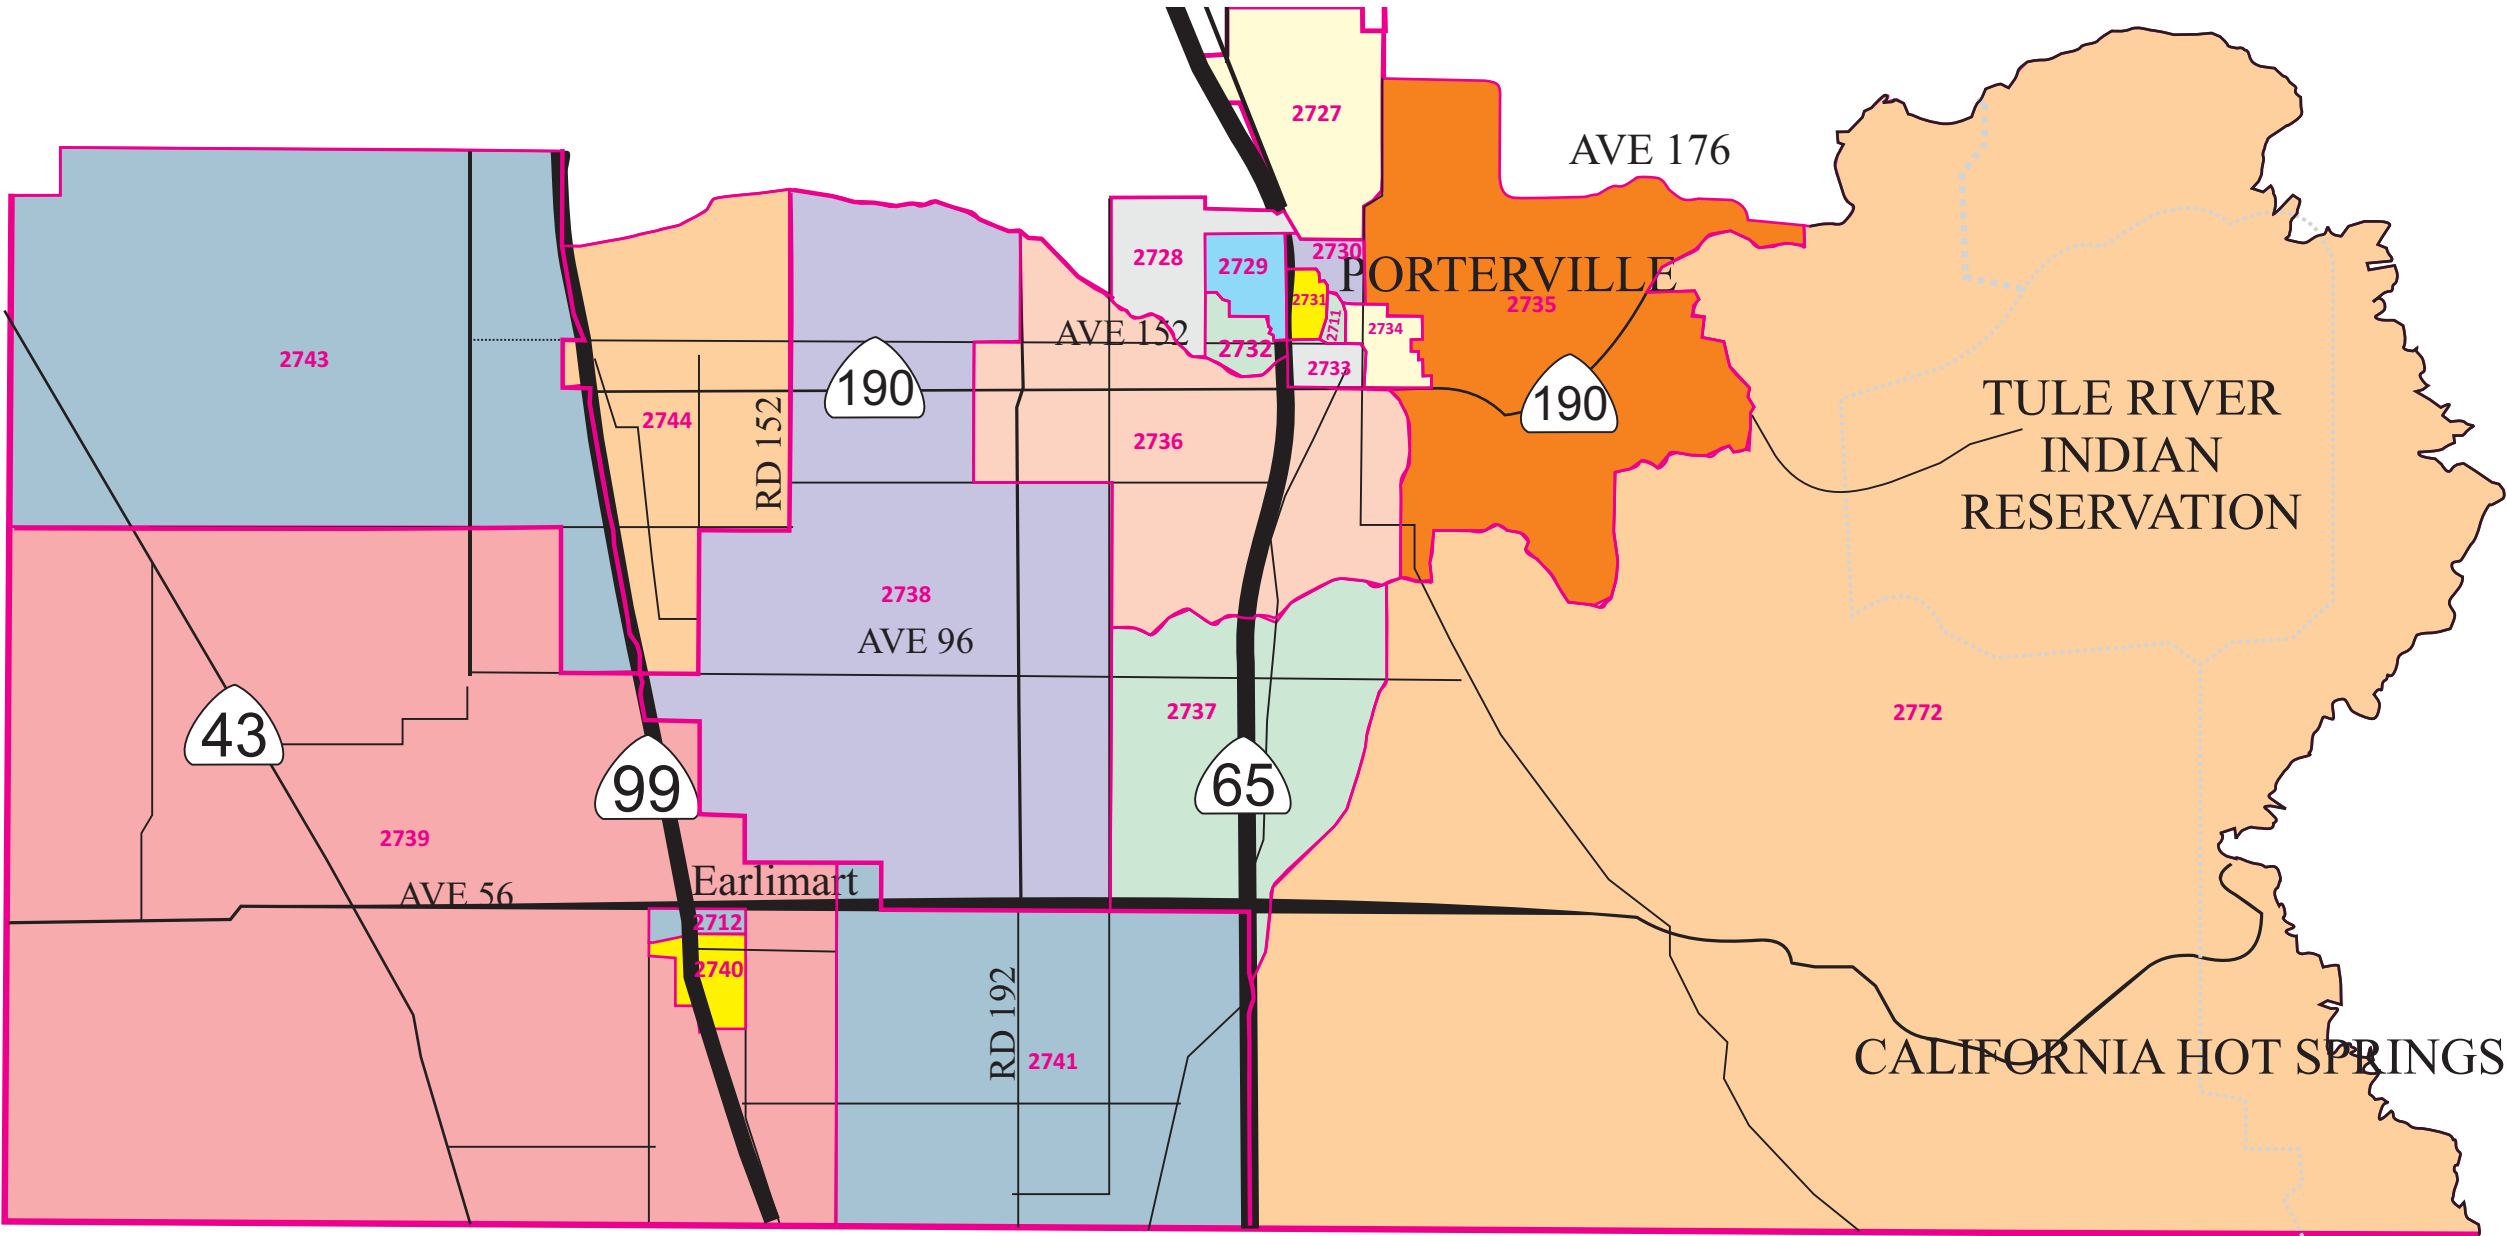 2727
AVE 176
2728
2729
2730
PORTERVILLE
2731
2711
2735
AVE 152
2732
2734
2733
2743
190
190
2744
RD 152
2736
TULE RIVER
INDIAN
RESERVATION
2738
AVE 96
2737
2772
43
99
65
2739
Earlimart
AVE 56
2712
2740
RD 192
2741
CALIFORNIA HOT SPRINGS